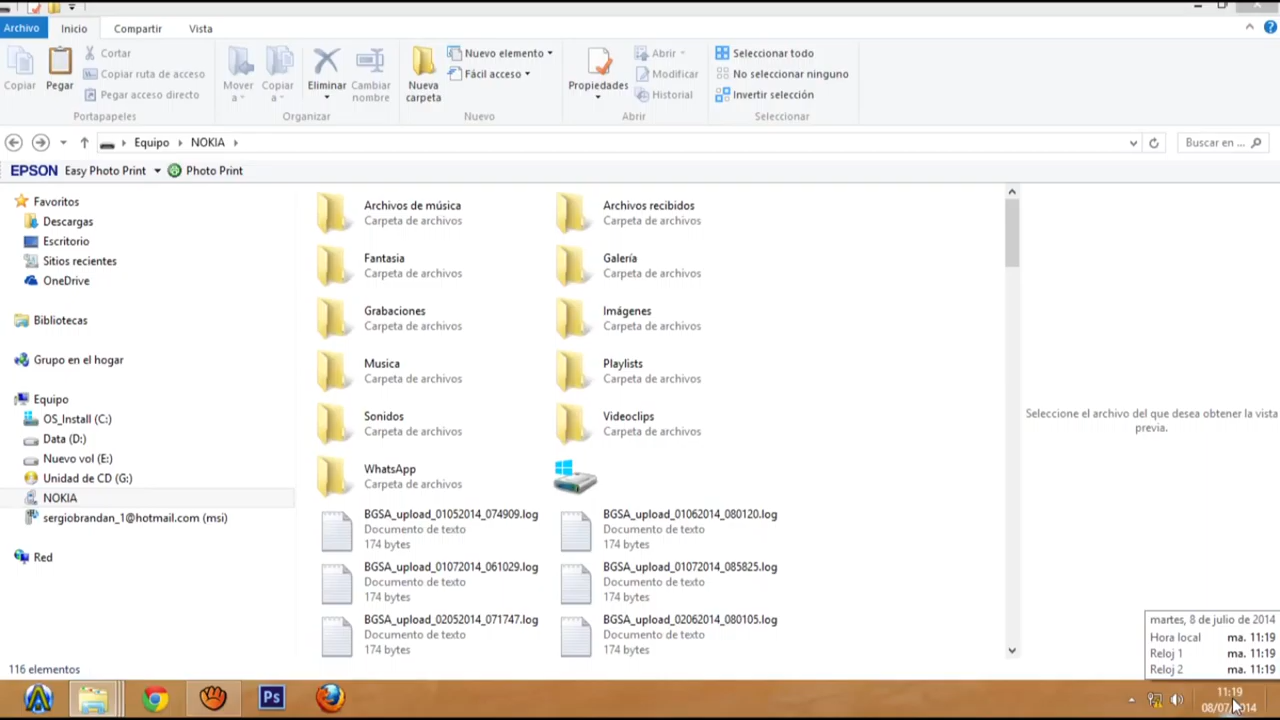 Archivo Inicio Compartir Vista
Copiar
Pegar
Cortar
Copiar ruta de acceso
Pegar acceso directo
Portapapeles
Mover a
Copiar a
Eliminar
Cambiar nombre
Organizar
Nueva carpeta
Nuevo elemento
Fácil acceso
Nuevo
Propiedades
Abrir
Modificar
Historial
Abrir
Seleccionar todo
No seleccionar ninguno
Invertir selección
Seleccionar
Equipo NOKIA
Buscar en ...
EPSON Easy Photo Print Photo Print
Favoritos
Descargas
Escritorio
Sitios recientes
OneDrive
Bibliotecas
Grupo en el hogar
Equipo
OS_Install (C:)
Data (D:)
Nuevo vol (E:)
Unidad de CD (G:)
NOKIA
sergiobrandan_1@hotmail.com (msi)
Red
Archivos de música
Carpeta de archivos
Archivos recibidos
Carpeta de archivos
Fantasia
Carpeta de archivos
Galería
Carpeta de archivos
Grabaciones
Carpeta de archivos
Imágenes
Carpeta de archivos
Musica
Carpeta de archivos
Playlists
Carpeta de archivos
Sonidos
Carpeta de archivos
Videoclips
Carpeta de archivos
WhatsApp
Carpeta de archivos
BGSA_upload_01052014_074909.log
Documento de texto
174 bytes
BGSA_upload_01062014_080120.log
Documento de texto
174 bytes
BGSA_upload_01072014_061029.log
Documento de texto
174 bytes
BGSA_upload_01072014_085825.log
Documento de texto
174 bytes
BGSA_upload_02052014_071747.log
Documento de texto
174 bytes
BGSA_upload_02062014_080105.log
Documento de texto
174 bytes
Seleccione el archivo del que desea obtener la vista
previa.
martes, 8 de julio de 2014
Hora local ma. 11:19
Reloj 1 ma. 11:19
Reloj 2 ma. 11:19
116 elementos
Ps
11:19
08/07/2014